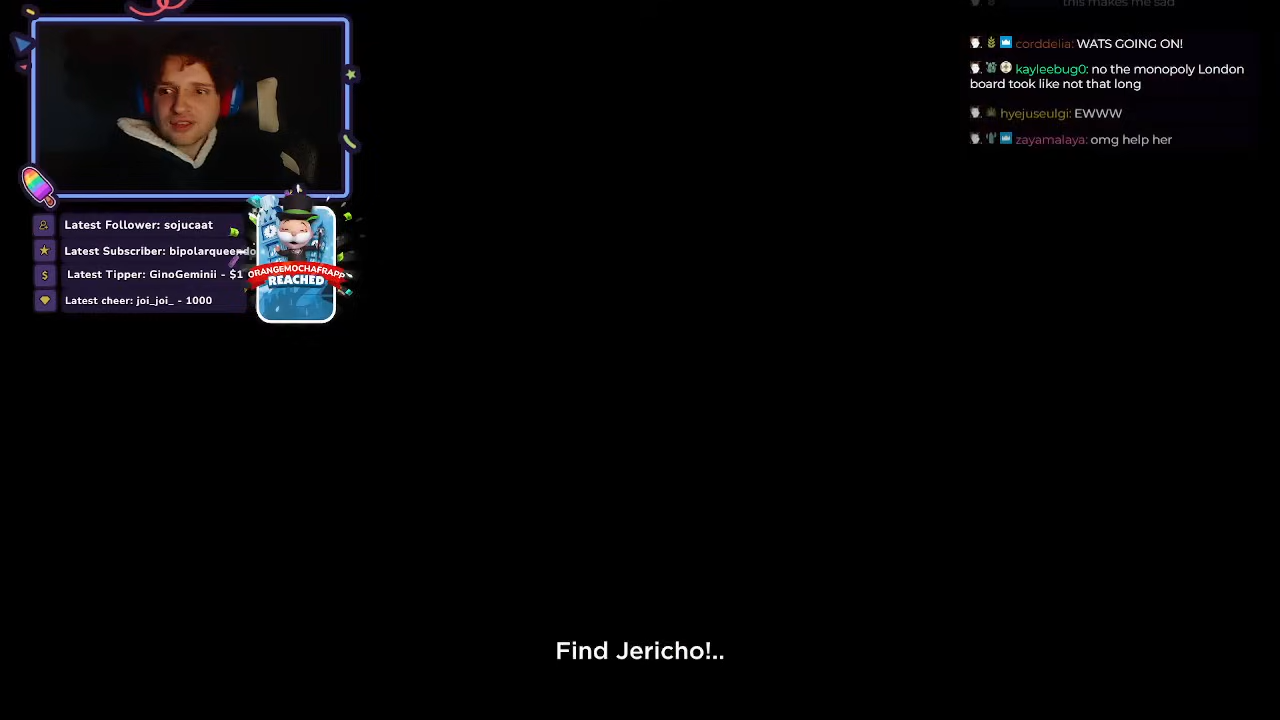 this makes me sad
corddelia: WATS GOING ON!
kayleebug0: no the monopoly London
board took like not that long
hyejuseulgi: EWWW
zayamalaya: omg help her
Latest Follower: sojucaat
Latest Subscriber: bipolarqueendo
Latest Tipper: GinoGeminii - $1
Latest cheer: joi_joi_ - 1000
ORANGEMOCHAFRAPP
REACHED
Find Jericho!..